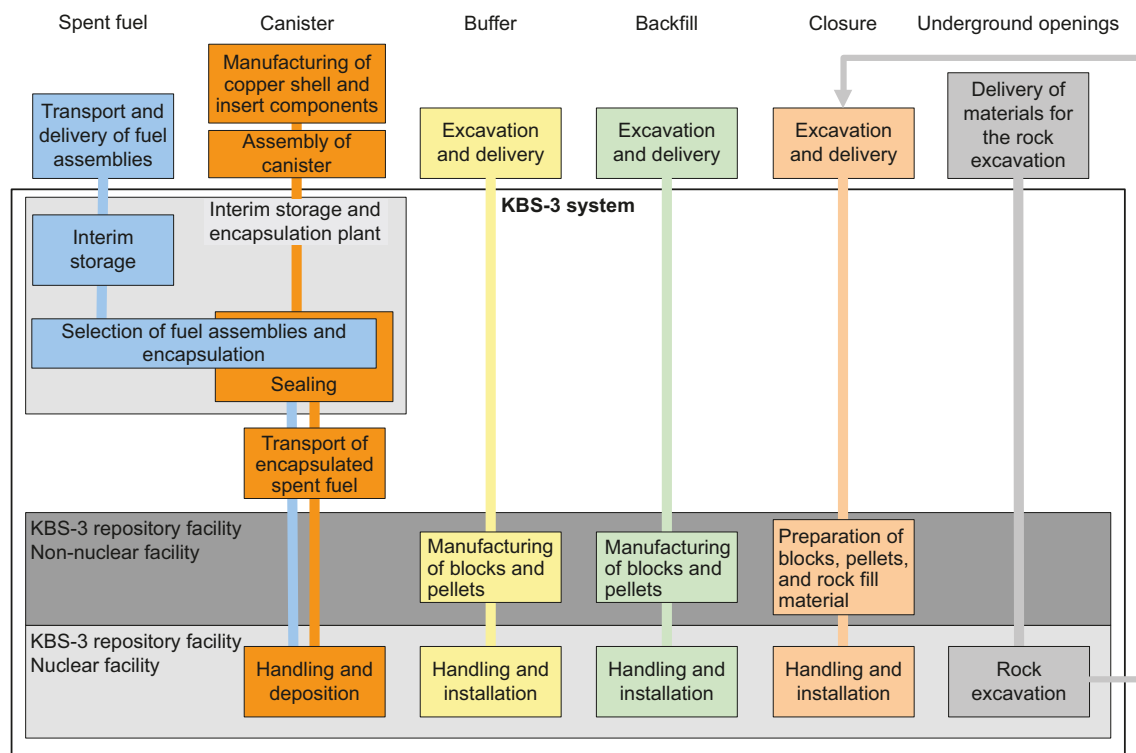 Spent fuel
Canister
Buffer
Backfill
Closure
Underground openings
Manufacturing of
copper shell and
insert components
Transport and
delivery of fuel
assemblies
Assembly of
canister
Excavation
and delivery
Excavation
and delivery
Excavation
and delivery
Delivery of
materials for
the rock
excavation
KBS-3 system
Interim storage and
encapsulation plant
Interim
storage
Selection of fuel assemblies and
encapsulation
Sealing
Transport of
encapsulated
spent fuel
KBS-3 repository facility
Non-nuclear facility
Manufacturing
of blocks and
pellets
Manufacturing
of blocks and
pellets
Preparation of
blocks, pellets,
and rock fill
material
KBS-3 repository facility
Nuclear facility
Handling and
deposition
Handling and
installation
Handling and
installation
Handling and
installation
Rock
excavation